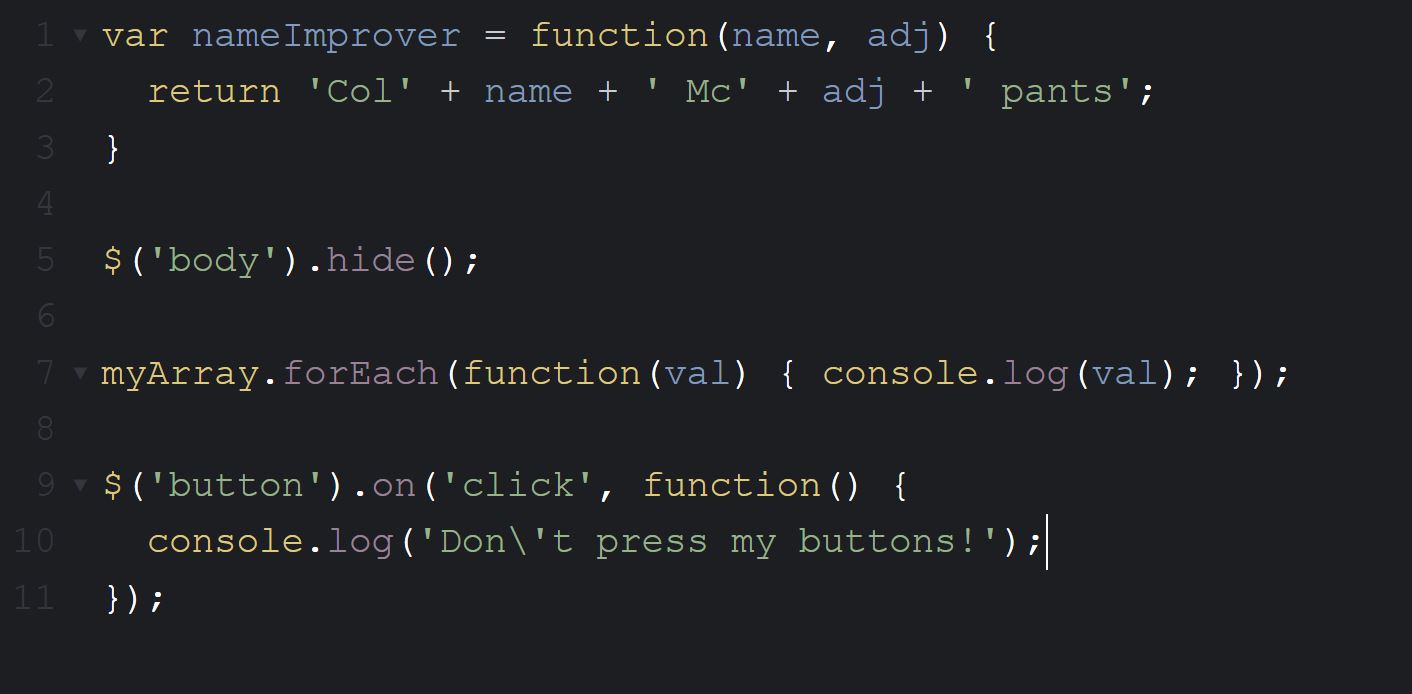 1 var nameImprover = function(name, adj) {
2   return 'Col' + name + ' Mc' + adj + ' pants';
3 }
4
5 $('body').hide();
6
7 myArray.forEach(function(val) { console.log(val); });
8
9 $('button').on('click', function() {
10   console.log('Don\'t press my buttons!');
11 });